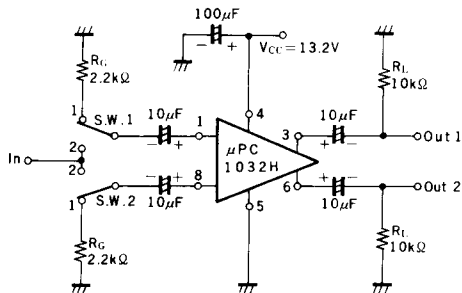 100μF
− +
VCC=13.2V
RG
2.2kΩ
RL
10kΩ
1
S.W.1
10μF
− +
1
4
3
10μF
+ −
Out 1
In
2
2
μPC
1032H
1
S.W.2
− +
10μF
8
5
6
+ −
10μF
Out 2
RG
2.2kΩ
RL
10kΩ